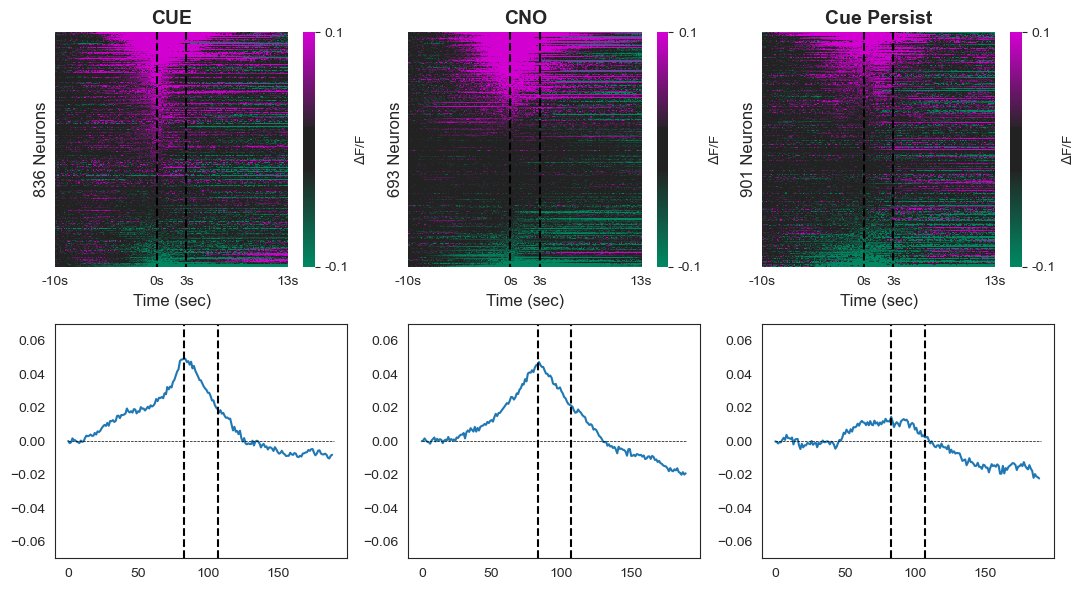 CUE
CNO
Cue Persist
836 Neurons
0.1
ΔF/F
-0.1
-10s 0s 3s 13s
Time (sec)
693 Neurons
0.1
ΔF/F
-0.1
-10s 0s 3s 13s
Time (sec)
901 Neurons
0.1
ΔF/F
-0.1
-10s 0s 3s 13s
Time (sec)
0.06
0.04
0.02
0.00
−0.02
−0.04
−0.06
0 50 100 150
0.06
0.04
0.02
0.00
−0.02
−0.04
−0.06
0 50 100 150
0.06
0.04
0.02
0.00
−0.02
−0.04
−0.06
0 50 100 150